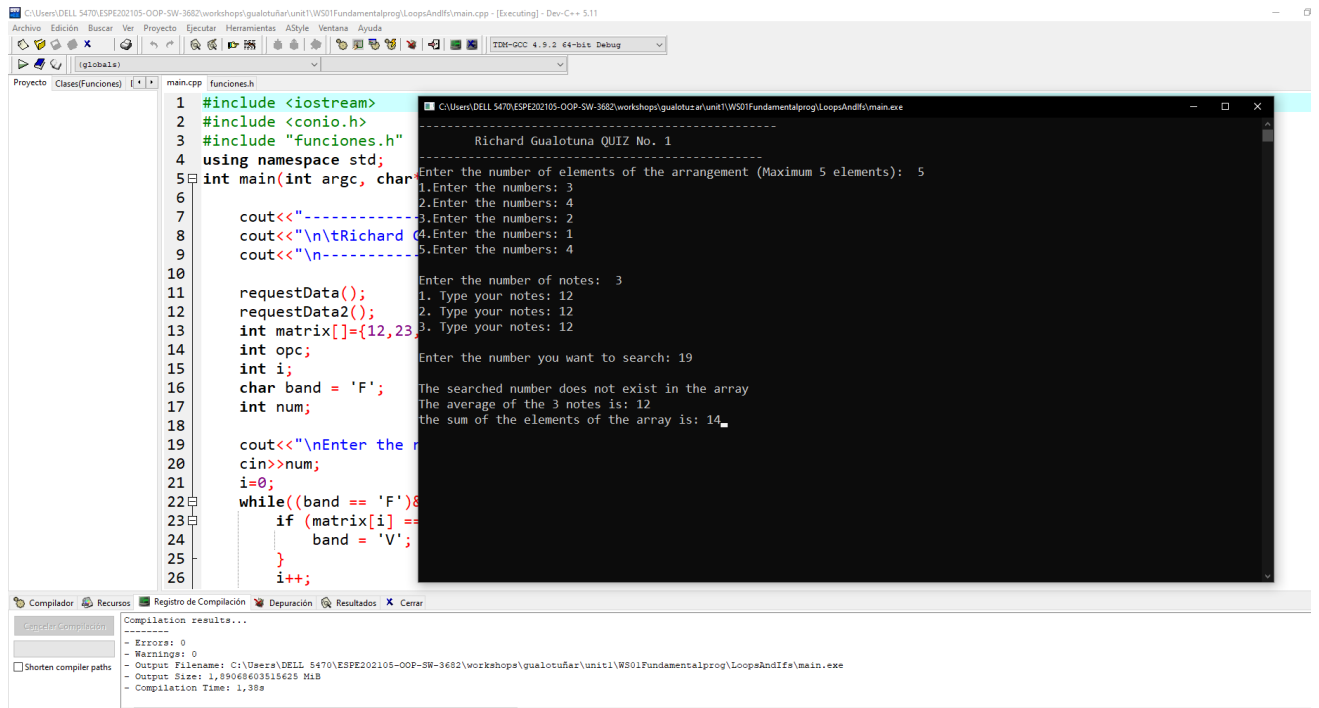 C:\Users\DELL 5470\ESPE202105-OOP-SW-3682\workshops\gualotuñar\unit1\WS01Fundamentalprog\LoopsAndIfs\main.cpp - [Executing] - Dev-C++ 5.11
Archivo Edición Buscar Ver Proyecto Ejecutar Herramientas AStyle Ventana Ayuda
TDM-GCC 4.9.2 64-bit Debug
(globals)
Proyecto Clases(Funciones)
main.cpp funciones.h
1 #include <iostream>
2 #include <conio.h>
3 #include "funciones.h"
4 using namespace std;
5 int main(int argc, char*
6
7 cout<<"-------------
8 cout<<"\n\tRichard G
9 cout<<"\n-----------
10
11 requestData();
12 requestData2();
13 int matrix[]={12,23,
14 int opc;
15 int i;
16 char band = 'F';
17 int num;
18
19 cout<<"\nEnter the n
20 cin>>num;
21 i=0;
22 while((band == 'F')&
23 if (matrix[i] ==
24 band = 'V';
25 }
26 i++;
C:\Users\DELL 5470\ESPE202105-OOP-SW-3682\workshops\gualotuñar\unit1\WS01Fundamentalprog\LoopsAndIfs\main.exe
---------------------------------------------------
Richard Gualotuna QUIZ No. 1
-------------------------------------------------
Enter the number of elements of the arrangement (Maximum 5 elements): 5
1.Enter the numbers: 3
2.Enter the numbers: 4
3.Enter the numbers: 2
4.Enter the numbers: 1
5.Enter the numbers: 4
Enter the number of notes: 3
1. Type your notes: 12
2. Type your notes: 12
3. Type your notes: 12
Enter the number you want to search: 19
The searched number does not exist in the array
The average of the 3 notes is: 12
the sum of the elements of the array is: 14
Compilador Recursos Registro de Compilación Depuración Resultados Cerrar
Cancelar Compilación
Shorten compiler paths
Compilation results...
--------
- Errors: 0
- Warnings: 0
- Output Filename: C:\Users\DELL 5470\ESPE202105-OOP-SW-3682\workshops\gualotuñar\unit1\WS01Fundamentalprog\LoopsAndIfs\main.exe
- Output Size: 1,89068603515625 MiB
- Compilation Time: 1,38s